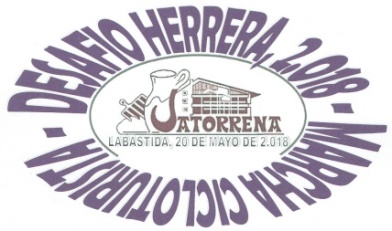 DESAFIO HERRERA, 2.018 - MARCHA CICLOTURISTA -
JATORRENA
LABASTIDA, 20 DE MAYO DE 2.018